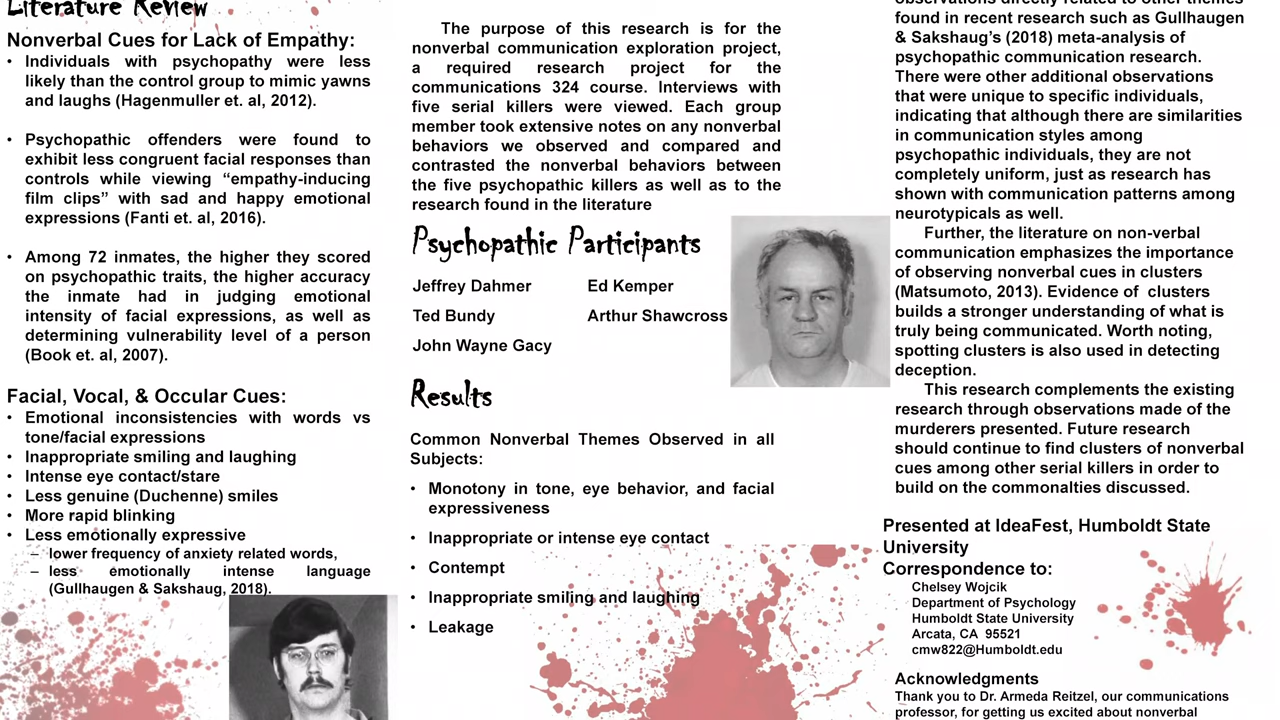 Literature Review
Nonverbal Cues for Lack of Empathy:
• Individuals with psychopathy were less
likely than the control group to mimic yawns
and laughs (Hagenmuller et. al, 2012).
• Psychopathic offenders were found to
exhibit less congruent facial responses than
controls while viewing “empathy-inducing
film clips” with sad and happy emotional
expressions (Fanti et. al, 2016).
• Among 72 inmates, the higher they scored
on psychopathic traits, the higher accuracy
the inmate had in judging emotional
intensity of facial expressions, as well as
determining vulnerability level of a person
(Book et. al, 2007).
Facial, Vocal, & Occular Cues:
• Emotional inconsistencies with words vs
tone/facial expressions
• Inappropriate smiling and laughing
• Intense eye contact/stare
• Less genuine (Duchenne) smiles
• More rapid blinking
• Less emotionally expressive
– lower frequency of anxiety related words,
– less emotionally intense language
(Gullhaugen & Sakshaug, 2018).
The purpose of this research is for the
nonverbal communication exploration project,
a required research project for the
communications 324 course. Interviews with
five serial killers were viewed. Each group
member took extensive notes on any nonverbal
behaviors we observed and compared and
contrasted the nonverbal behaviors between
the five psychopathic killers as well as to the
research found in the literature
Psychopathic Participants
Jeffrey Dahmer Ed Kemper
Ted Bundy Arthur Shawcross
John Wayne Gacy
Results
Common Nonverbal Themes Observed in all
Subjects:
• Monotony in tone, eye behavior, and facial
expressiveness
• Inappropriate or intense eye contact
• Contempt
• Inappropriate smiling and laughing
• Leakage
observations directly related to other themes
found in recent research such as Gullhaugen
& Sakshaug’s (2018) meta-analysis of
psychopathic communication research.
There were other additional observations
that were unique to specific individuals,
indicating that although there are similarities
in communication styles among
psychopathic individuals, they are not
completely uniform, just as research has
shown with communication patterns among
neurotypicals as well.
Further, the literature on non-verbal
communication emphasizes the importance
of observing nonverbal cues in clusters
(Matsumoto, 2013). Evidence of clusters
builds a stronger understanding of what is
truly being communicated. Worth noting,
spotting clusters is also used in detecting
deception.
This research complements the existing
research through observations made of the
murderers presented. Future research
should continue to find clusters of nonverbal
cues among other serial killers in order to
build on the commonalties discussed.
Presented at IdeaFest, Humboldt State
University
Correspondence to:
Chelsey Wojcik
Department of Psychology
Humboldt State University
Arcata, CA 95521
cmw822@Humboldt.edu
Acknowledgments
Thank you to Dr. Armeda Reitzel, our communications
professor, for getting us excited about nonverbal